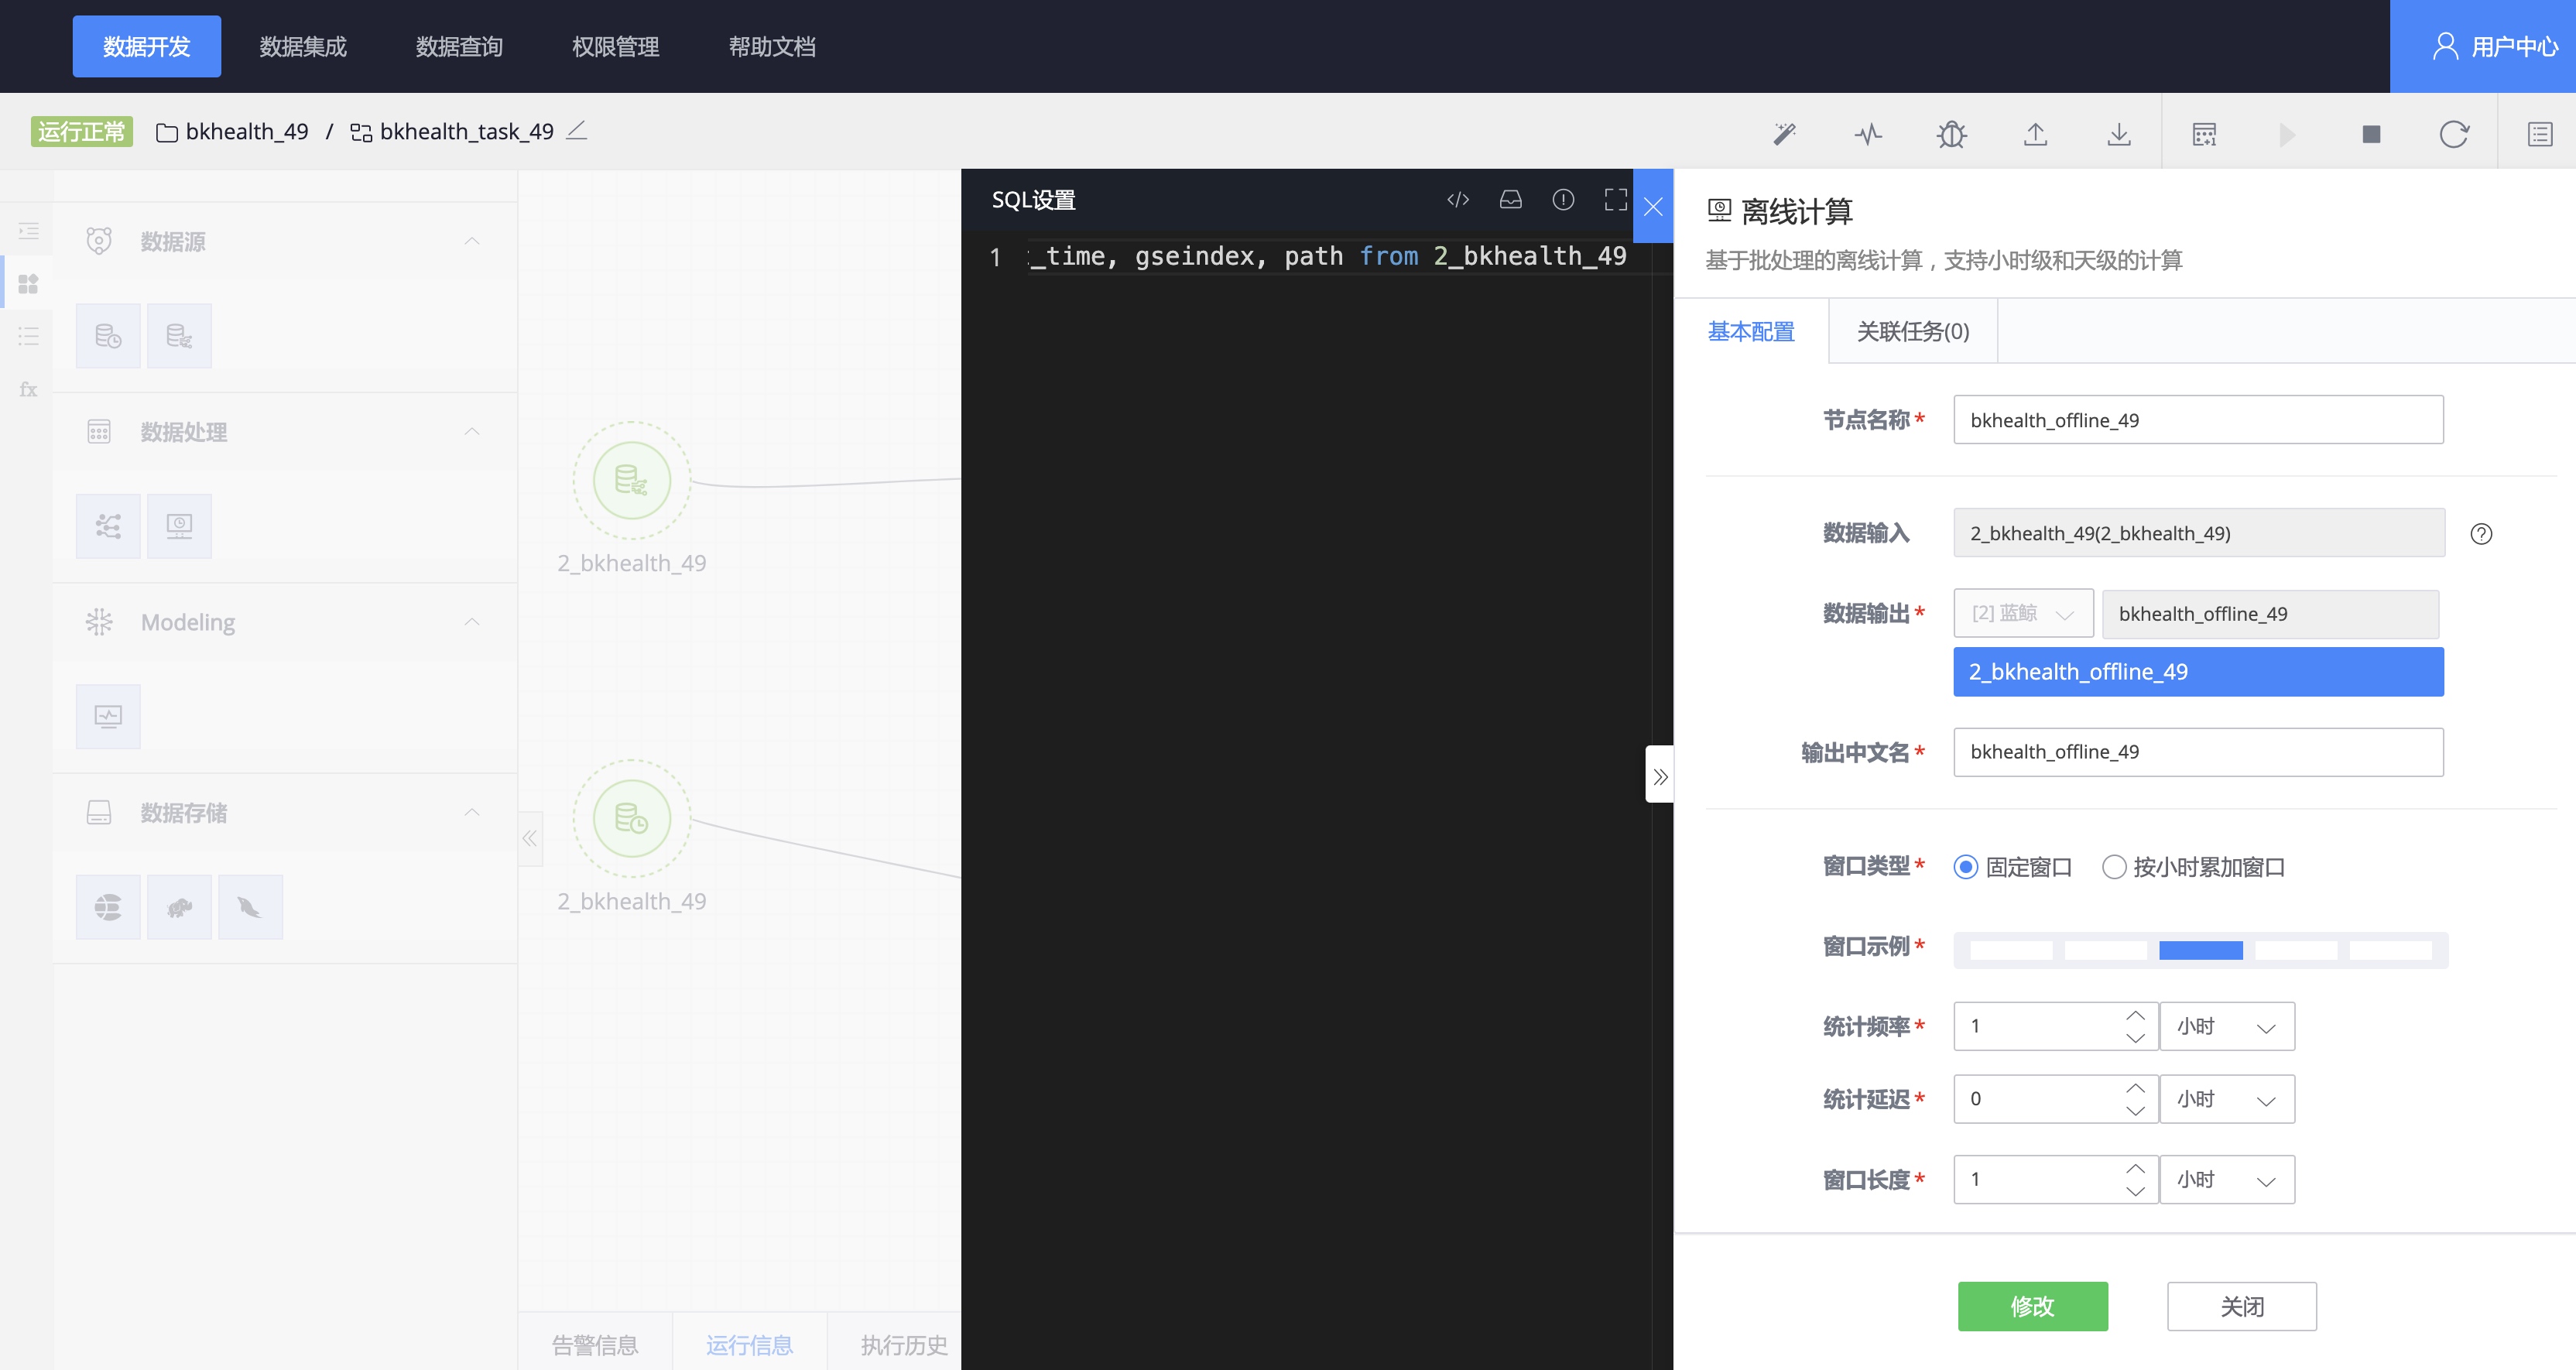 数据开发 数据集成 数据查询 权限管理 帮助文档 用户中心
运行正常 bkhealth_49 / bkhealth_task_49
数据源
fx
数据处理
Modeling
数据存储
2_bkhealth_49
2_bkhealth_49
告警信息 运行信息 执行历史
SQL设置
1 _time, gseindex, path from 2_bkhealth_49
离线计算
基于批处理的离线计算，支持小时级和天级的计算
基本配置 关联任务(0)
节点名称* bkhealth_offline_49
数据输入 2_bkhealth_49(2_bkhealth_49)
数据输出* [2] 蓝鲸 bkhealth_offline_49
2_bkhealth_offline_49
输出中文名* bkhealth_offline_49
窗口类型* 固定窗口 按小时累加窗口
窗口示例*
统计频率* 1 小时
统计延迟* 0 小时
窗口长度* 1 小时
修改 关闭